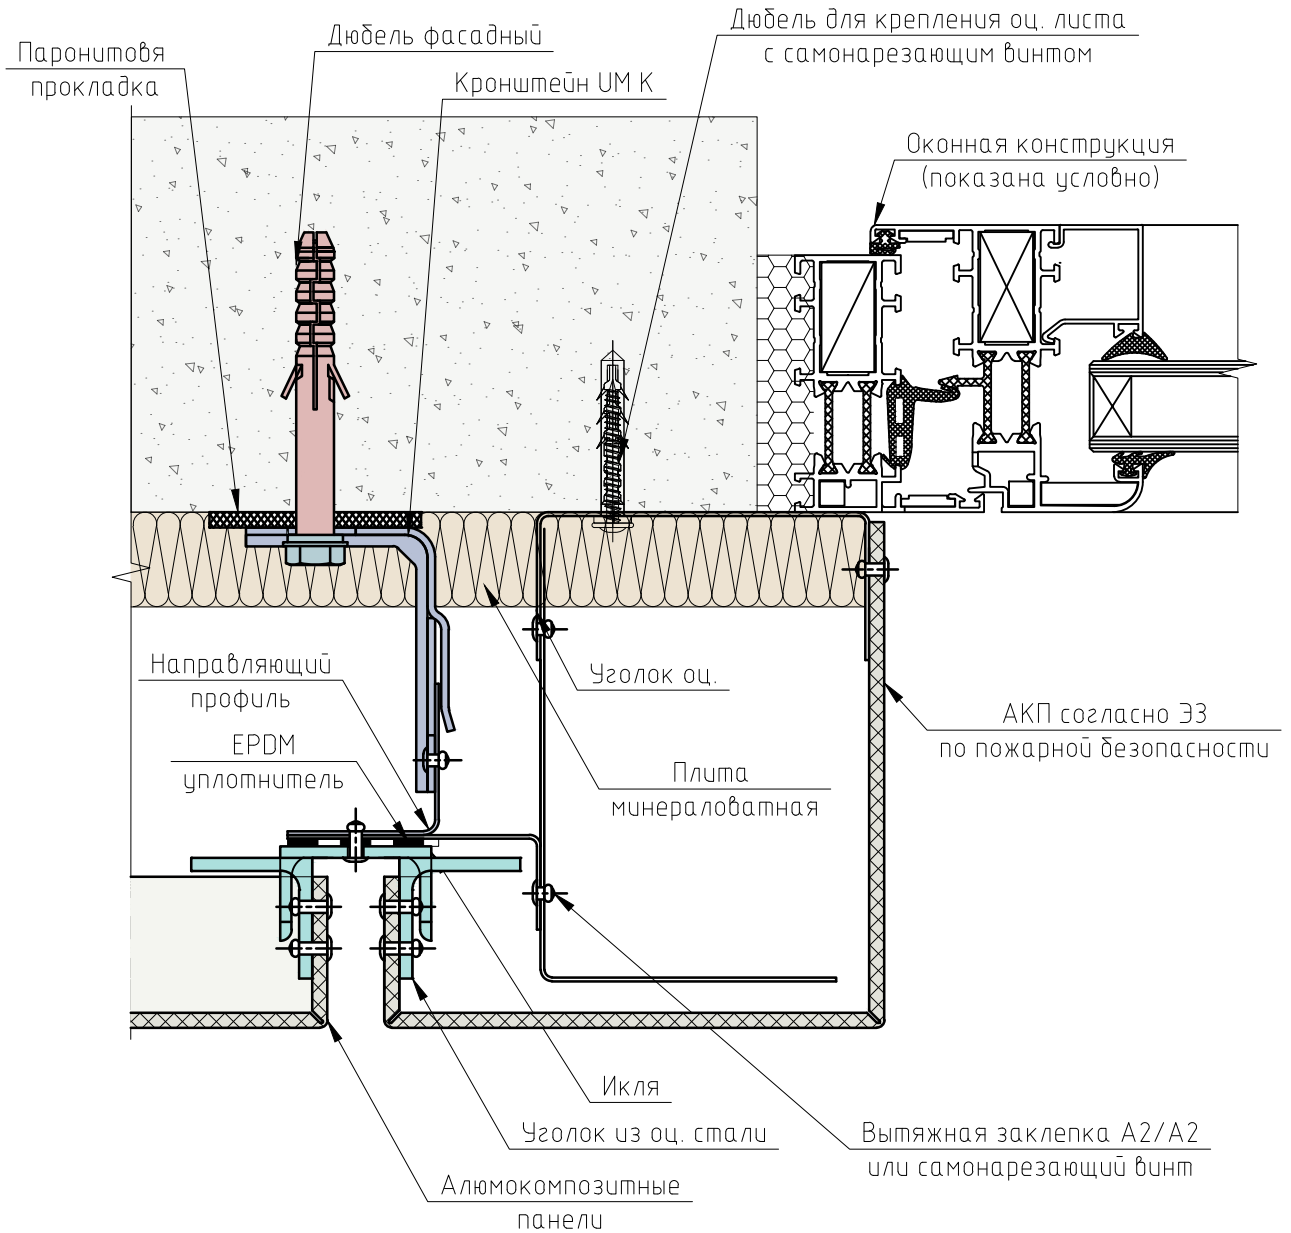 Дюбель для крепления оц. листа
с самонарезающим винтом
Дюбель фасадный
Паронитовя
прокладка
Кронштейн UM K
Оконная конструкция
(показана условно)
Направляющий
профиль
Уголок оц.
АКП согласно ЭЗ
по пожарной безопасности
EPDM
уплотнитель
Плита
минераловатная
Икля
Уголок из оц. стали
Вытяжная заклепка А2/А2
или самонарезающий винт
Алюмокомпозитные
панели